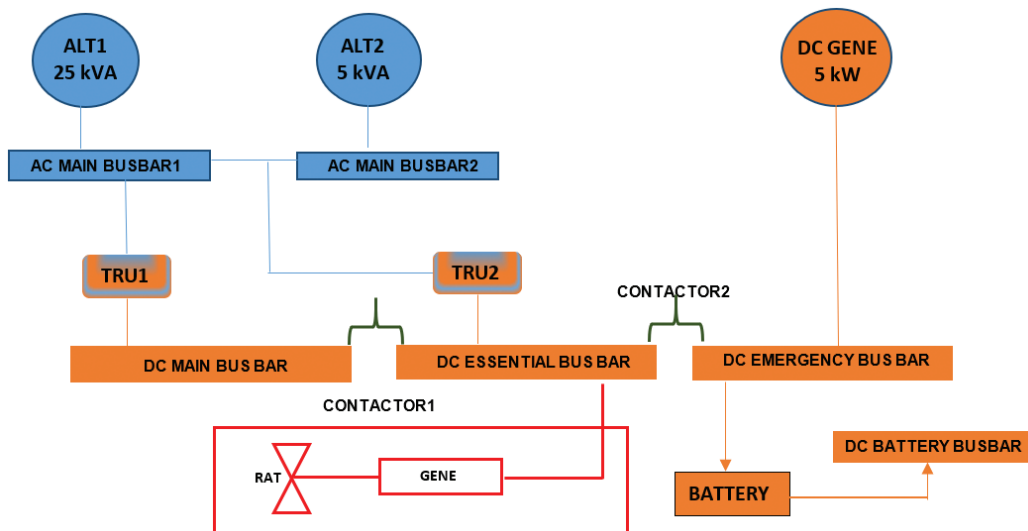 ALT1
25 kVA
ALT2
5 kVA
DC GENE
5 kW
AC MAIN BUSBAR1
AC MAIN BUSBAR2
TRU1
TRU2
CONTACTOR2
DC MAIN BUS BAR
DC ESSENTIAL BUS BAR
DC EMERGENCY BUS BAR
CONTACTOR1
RAT
GENE
DC BATTERY BUSBAR
BATTERY